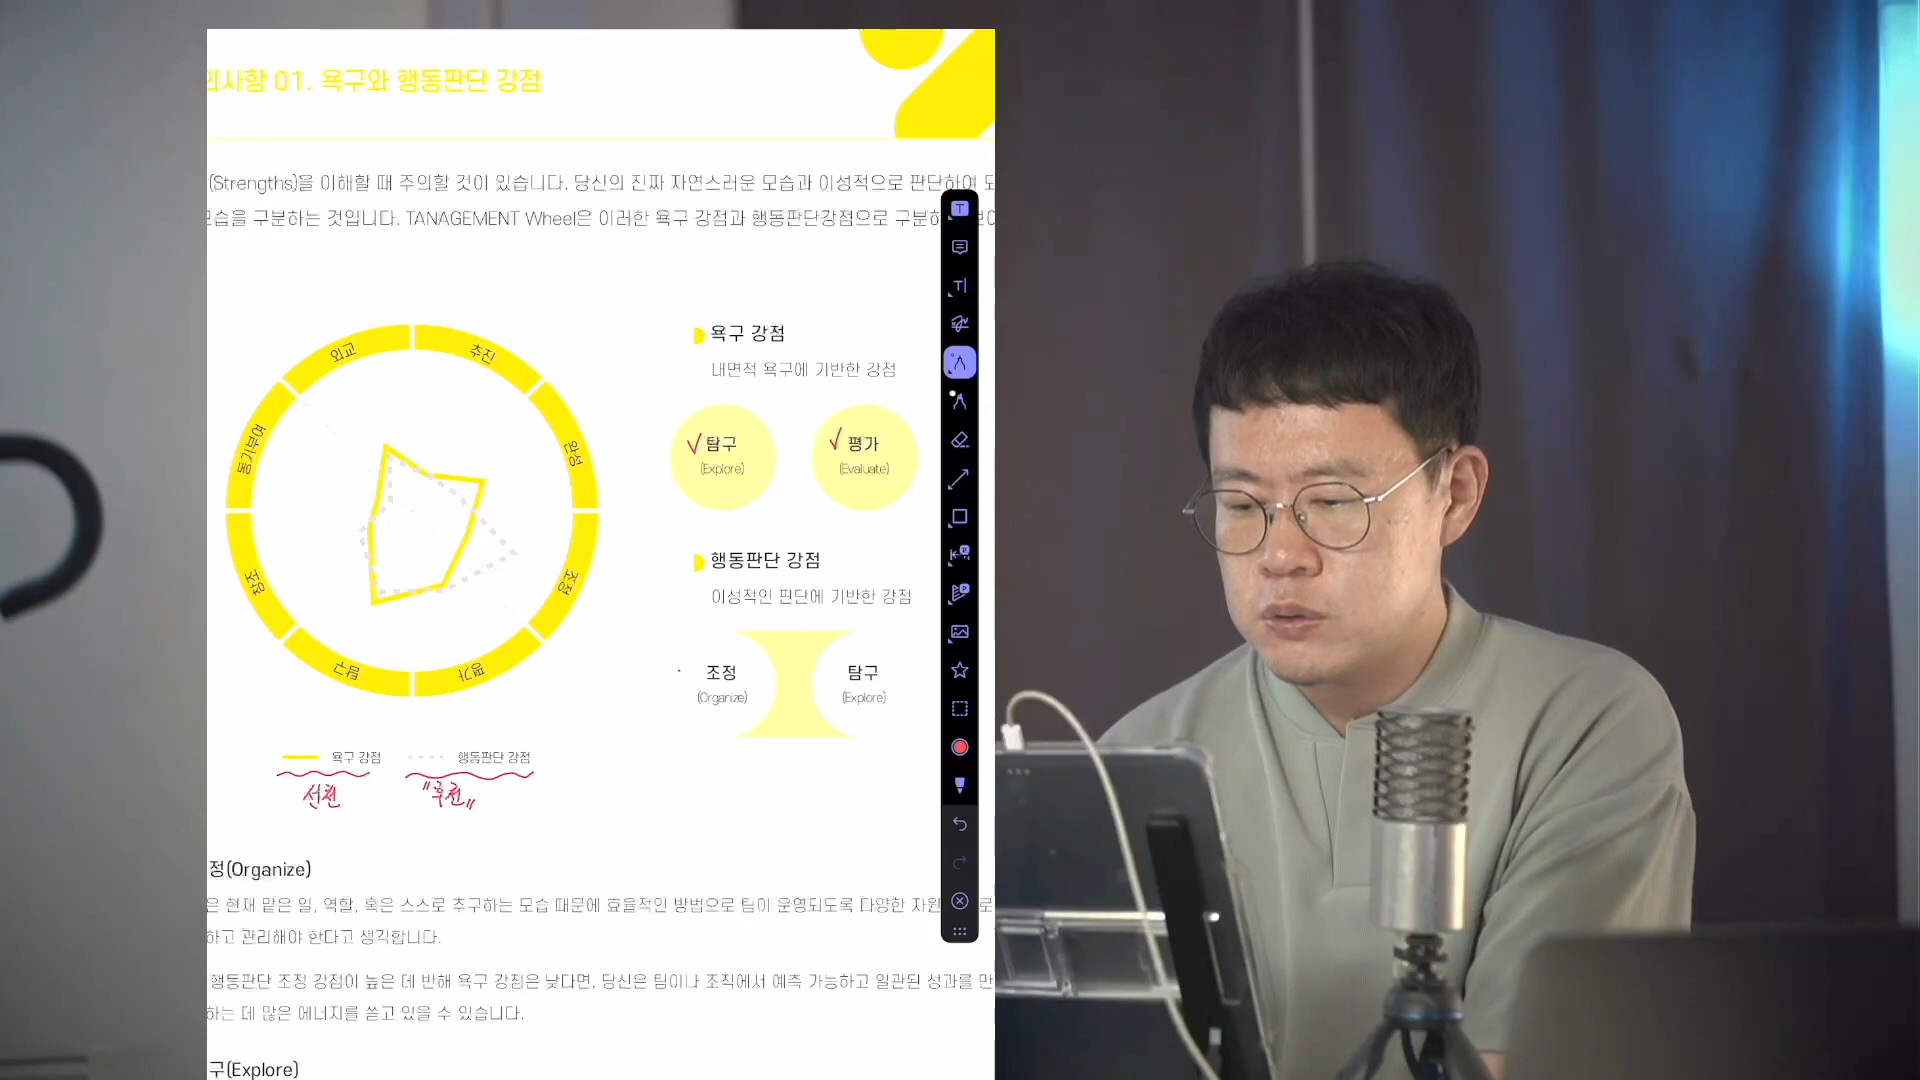 의사항 01. 욕구와 행동판단 강점
(Strengths)을 이해할 때 주의할 것이 있습니다. 당신의 진짜 자연스러운 모습과 이성적으로 판단하여 되
모습을 구분하는 것입니다. TANAGEMENT Wheel은 이러한 욕구 강점과 행동판단강점으로 구분하
외교
추진
동기부여
완성
창조
조정
탐구
평가
욕구 강점
내면적 욕구에 기반한 강점
탐구
(Explore)
평가
(Evaluate)
행동판단 강점
이성적인 판단에 기반한 강점
조정
(Organize)
탐구
(Explore)
욕구 강점
행동판단 강점
선천
"후천"
정(Organize)
은 현재 맡은 일, 역할, 혹은 스스로 추구하는 모습 때문에 효율적인 방법으로 팀이 운영되도록 다양한 자원 로
하고 관리해야 한다고 생각합니다.
행동판단 조정 강점이 높은 데 반해 욕구 강점은 낮다면, 당신은 팀이나 조직에서 예측 가능하고 일관된 성과를 만
하는 데 많은 에너지를 쏟고 있을 수 있습니다.
구(Explore)